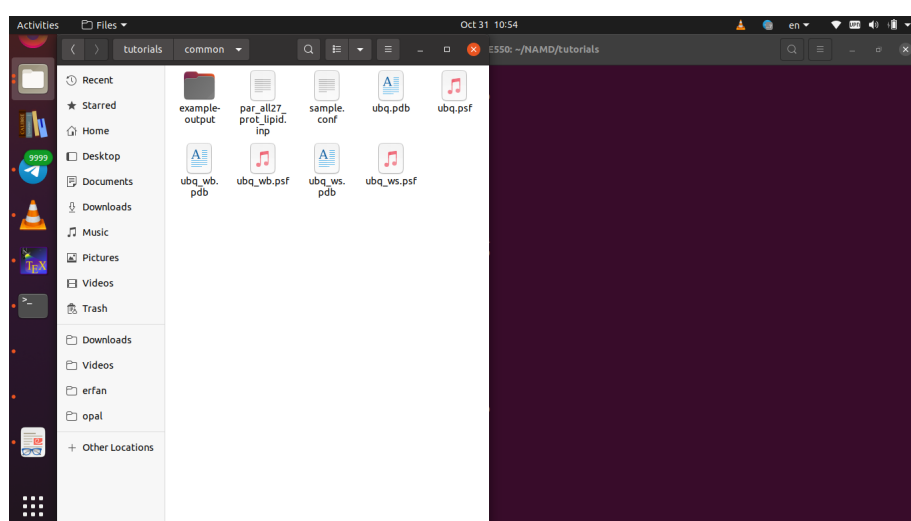 Activities
Files
Oct 31 10:54
en
tutorials
common
E550: ~/NAMD/tutorials
Recent
Starred
Home
Desktop
Documents
Downloads
Music
Pictures
Videos
Trash
Downloads
Videos
erfan
opal
+ Other Locations
example-
output
par_all27_
prot_lipid.
inp
sample.
conf
ubq.pdb
ubq.psf
ubq_wb.
pdb
ubq_wb.psf
ubq_ws.
pdb
ubq_ws.psf
9999
TEX
>_